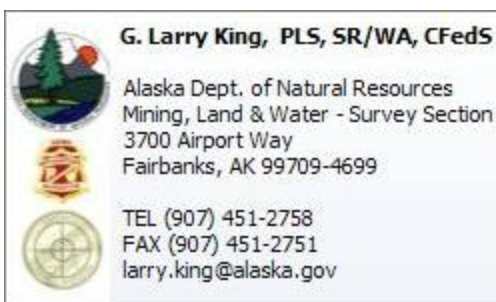 G. Larry King, PLS, SR/WA, CFedS
Alaska Dept. of Natural Resources
Mining, Land & Water - Survey Section
3700 Airport Way
Fairbanks, AK 99709-4699
TEL (907) 451-2758
FAX (907) 451-2751
larry.king@alaska.gov